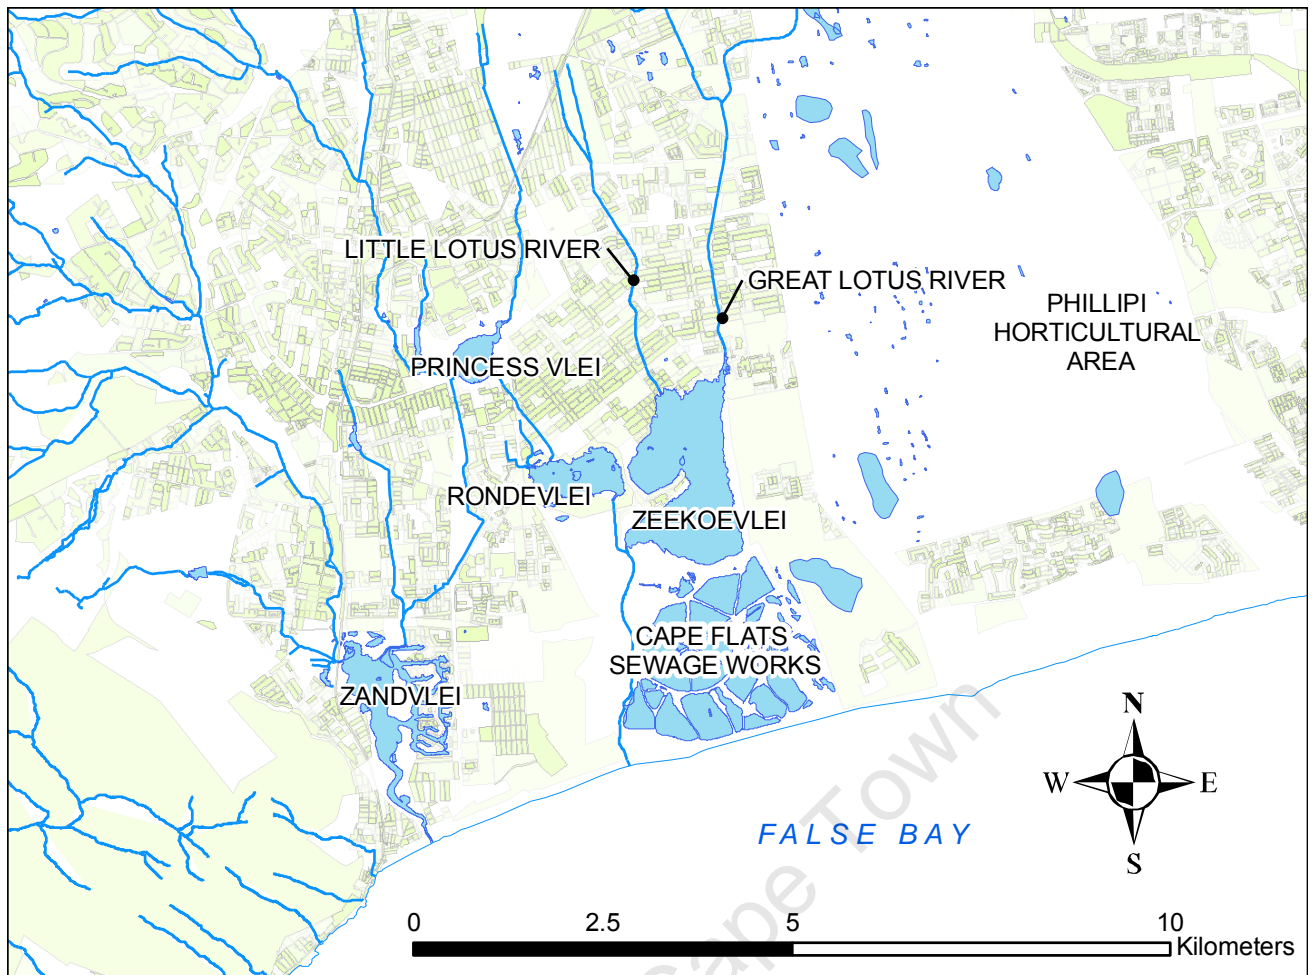 LITTLE LOTUS RIVER
GREAT LOTUS RIVER
PHILLIPI
HORTICULTURAL
AREA
PRINCESS VLEI
RONDEVLEI
ZEEKOEVLEI
CAPE FLATS
SEWAGE WORKS
ZANDVLEI
N
W E
S
FALSE BAY
Cape Town
0 2.5 5 10
Kilometers